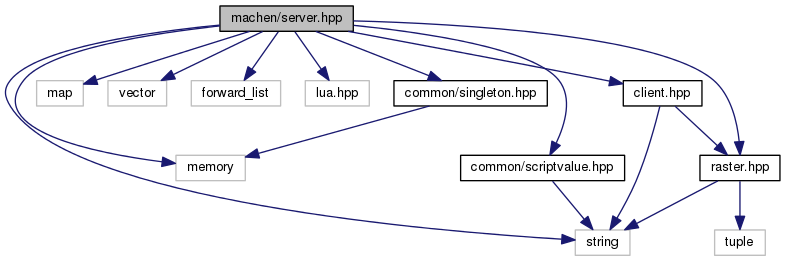 machen/server.hpp
map
vector
forward_list
lua.hpp
common/singleton.hpp
client.hpp
memory
common/scriptvalue.hpp
raster.hpp
string
tuple